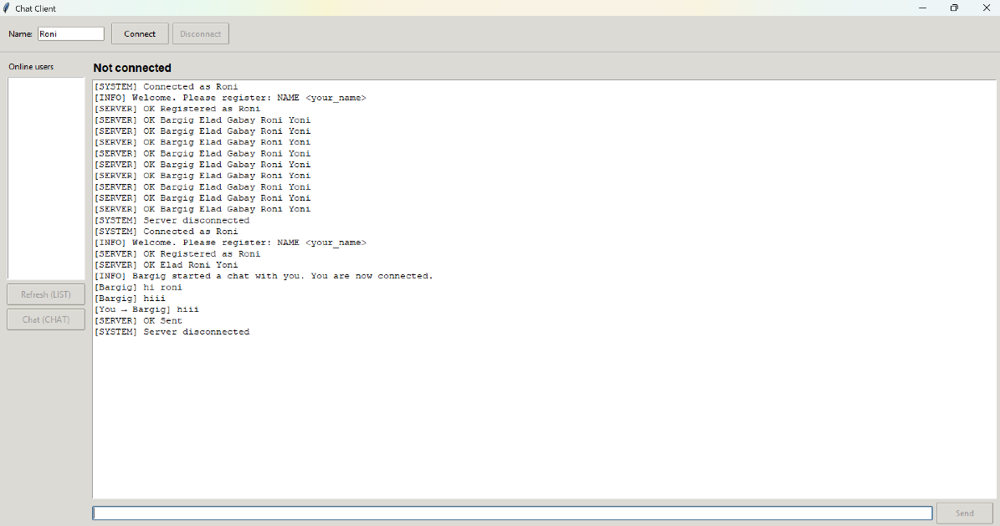 Chat Client
Name: Roni Connect Disconnect
Online users
Not connected
[SYSTEM] Connected as Roni
[INFO] Welcome. Please register: NAME <your_name>
[SERVER] OK Registered as Roni
[SERVER] OK Bargig Elad Gabay Roni Yoni
[SERVER] OK Bargig Elad Gabay Roni Yoni
[SERVER] OK Bargig Elad Gabay Roni Yoni
[SERVER] OK Bargig Elad Gabay Roni Yoni
[SERVER] OK Bargig Elad Gabay Roni Yoni
[SERVER] OK Bargig Elad Gabay Roni Yoni
[SERVER] OK Bargig Elad Gabay Roni Yoni
[SERVER] OK Bargig Elad Gabay Roni Yoni
[SERVER] OK Bargig Elad Gabay Roni Yoni
[SYSTEM] Server disconnected
[SYSTEM] Connected as Roni
[INFO] Welcome. Please register: NAME <your_name>
[SERVER] OK Registered as Roni
[SERVER] OK Elad Roni Yoni
[INFO] Bargig started a chat with you. You are now connected.
[Bargig] hi roni
[Bargig] hiii
[You → Bargig] hiii
[SERVER] OK Sent
[SYSTEM] Server disconnected
Refresh (LIST)
Chat (CHAT)
Send